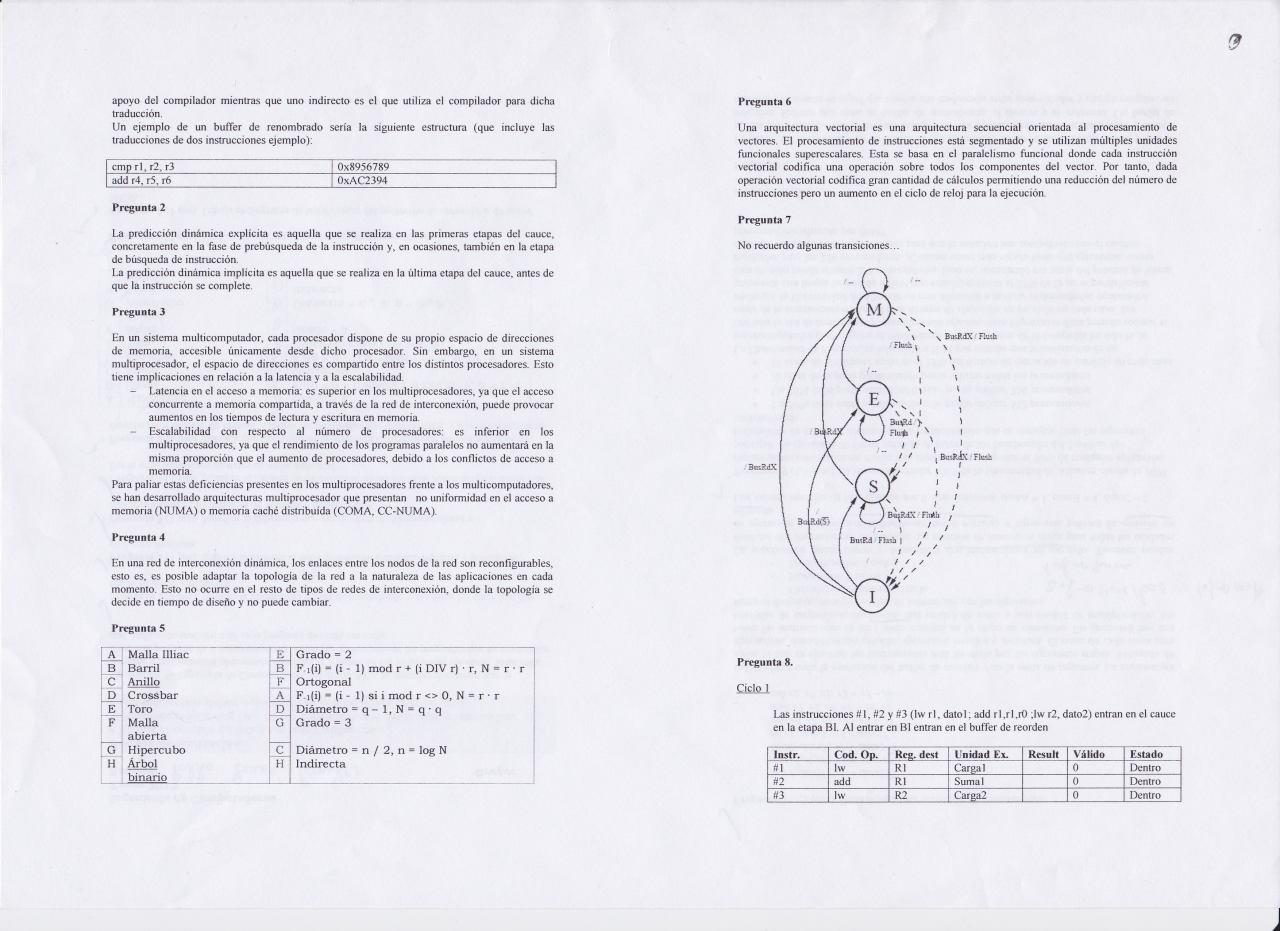 apoyo del compilador mientras que uno indirecto es el que utiliza el compilador para dicha
traducción.
Un ejemplo de un buffer de renombrado sería la siguiente estructura (que incluye las
traducciones de dos instrucciones ejemplo):
cmp r1, r2, r3 0x8956789
add r4, r5, r6 0xAC2394
Pregunta 2
La predicción dinámica explícita es aquella que se realiza en las primeras etapas del cauce,
concretamente en la fase de prebúsqueda de la instrucción y, en ocasiones, también en la etapa
de búsqueda de instrucción.
La predicción dinámica implícita es aquella que se realiza en la última etapa del cauce, antes de
que la instrucción se complete.
Pregunta 3
En un sistema multicomputador, cada procesador dispone de su propio espacio de direcciones
de memoria, accesible únicamente desde dicho procesador. Sin embargo, en un sistema
multiprocesador, el espacio de direcciones es compartido entre los distintos procesadores. Esto
tiene implicaciones en relación a la latencia y a la escalabilidad.
– Latencia en el acceso a memoria: es superior en los multiprocesadores, ya que el acceso
concurrente a memoria compartida, a través de la red de interconexión, puede provocar
aumentos en los tiempos de lectura y escritura en memoria.
– Escalabilidad con respecto al número de procesadores: es inferior en los
multiprocesadores, ya que el rendimiento de los programas paralelos no aumentará en la
misma proporción que el aumento de procesadores, debido a los conflictos de acceso a
memoria.
Para paliar estas deficiencias presentes en los multiprocesadores frente a los multicomputadores,
se han desarrollado arquitecturas multiprocesador que presentan no uniformidad en el acceso a
memoria (NUMA) o memoria caché distribuída (COMA, CC-NUMA).
Pregunta 4
En una red de interconexión dinámica, los enlaces entre los nodos de la red son reconfigurables,
esto es, es posible adaptar la topología de la red a la naturaleza de las aplicaciones en cada
momento. Esto no ocurre en el resto de tipos de redes de interconexión, donde la topología se
decide en tiempo de diseño y no puede cambiar.
Pregunta 5
A Malla Illiac E Grado = 2
B Barril B F-1(i) = (i - 1) mod r + (i DIV r) · r, N = r · r
C Anillo F Ortogonal
D Crossbar A F-1(i) = (i - 1) si i mod r <> 0, N = r · r
E Toro D Diámetro = q – 1, N = q · q
F Malla G Grado = 3
abierta
G Hipercubo C Diámetro = n / 2, n = log N
H Árbol H Indirecta
binario
Pregunta 6
Una arquitectura vectorial es una arquitectura secuencial orientada al procesamiento de
vectores. El procesamiento de instrucciones está segmentado y se utilizan múltiples unidades
funcionales superescalares. Esta se basa en el paralelismo funcional donde cada instrucción
vectorial codifica una operación sobre todos los componentes del vector. Por tanto, dada
operación vectorial codifica gran cantidad de cálculos permitiendo una reducción del número de
instrucciones pero un aumento en el ciclo de reloj para la ejecución.
Pregunta 7
No recuerdo algunas transiciones…
/ -- / --
M
BusRdX / Flush
/ Flush
/ --
E
BusRd /
Flush
/ BusRdX
/ --
BusRdX / Flush
/ BusRdX
S
BusRdX / Flush
/
BusRd(S̅)
/ --
BusRd / Flush
/
I
Pregunta 8.
Ciclo 1
Las instrucciones #1, #2 y #3 (lw r1, dato1; add r1,r1,r0 ;lw r2, dato2) entran en el cauce
en la etapa BI. Al entrar en BI entran en el buffer de reorden
Instr. Cod. Op. Reg. dest Unidad Ex. Result Válido Estado
#1 lw R1 Carga1 0 Dentro
#2 add R1 Suma1 0 Dentro
#3 lw R2 Carga2 0 Dentro